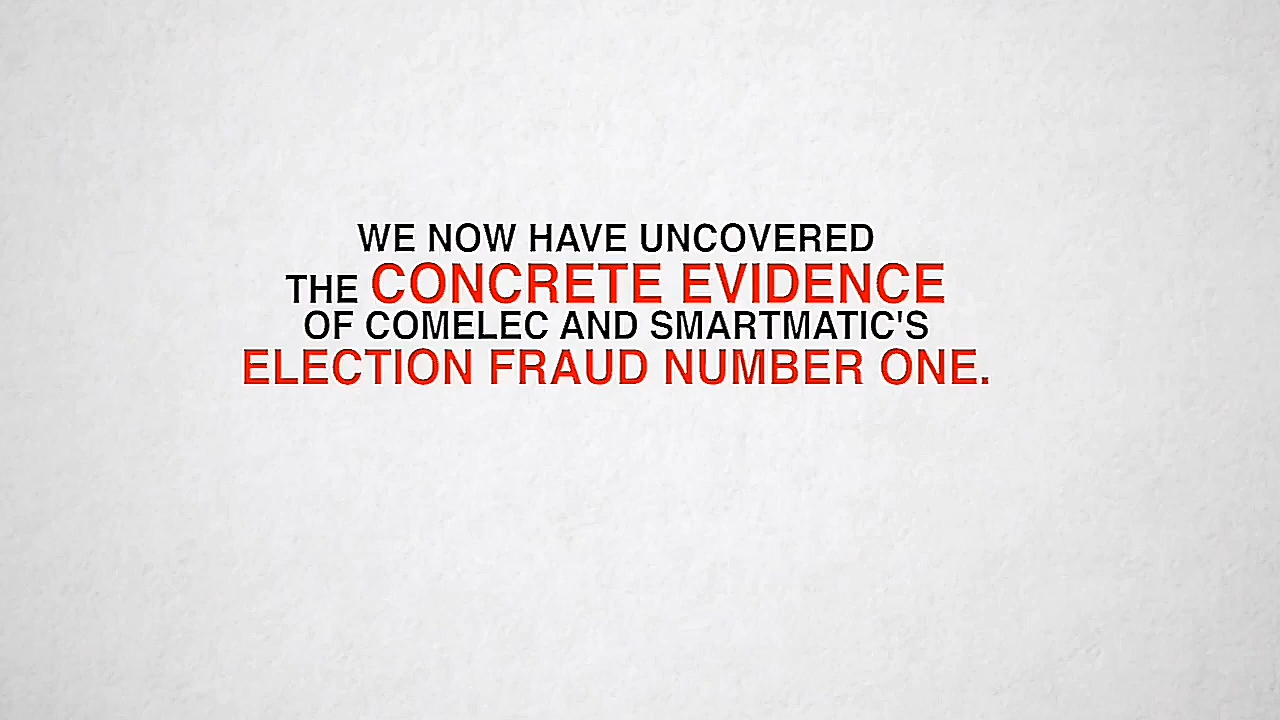 WE NOW HAVE UNCOVERED
THE CONCRETE EVIDENCE
OF COMELEC AND SMARTMATIC'S
ELECTION FRAUD NUMBER ONE.